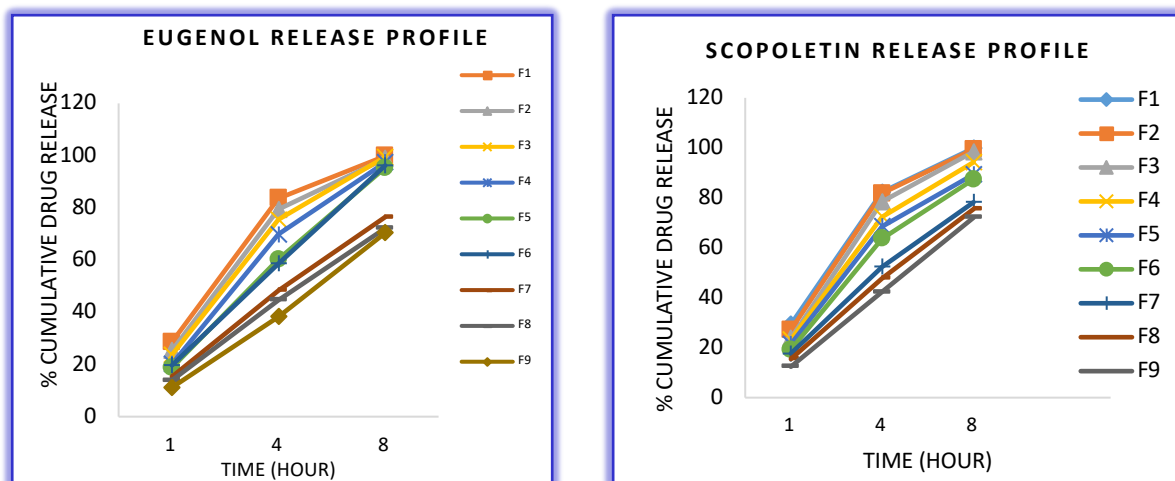 EUGENOL RELEASE PROFILE
% CUMULATIVE DRUG RELEASE
120
100
80
60
40
20
0
1 4 8
TIME (HOUR)
F1
F2
F3
F4
F5
F6
F7
F8
F9
SCOPOLETIN RELEASE PROFILE
% CUMULATIVE DRUG RELEASE
120
100
80
60
40
20
0
1 4 8
TIME (HOUR)
F1
F2
F3
F4
F5
F6
F7
F8
F9